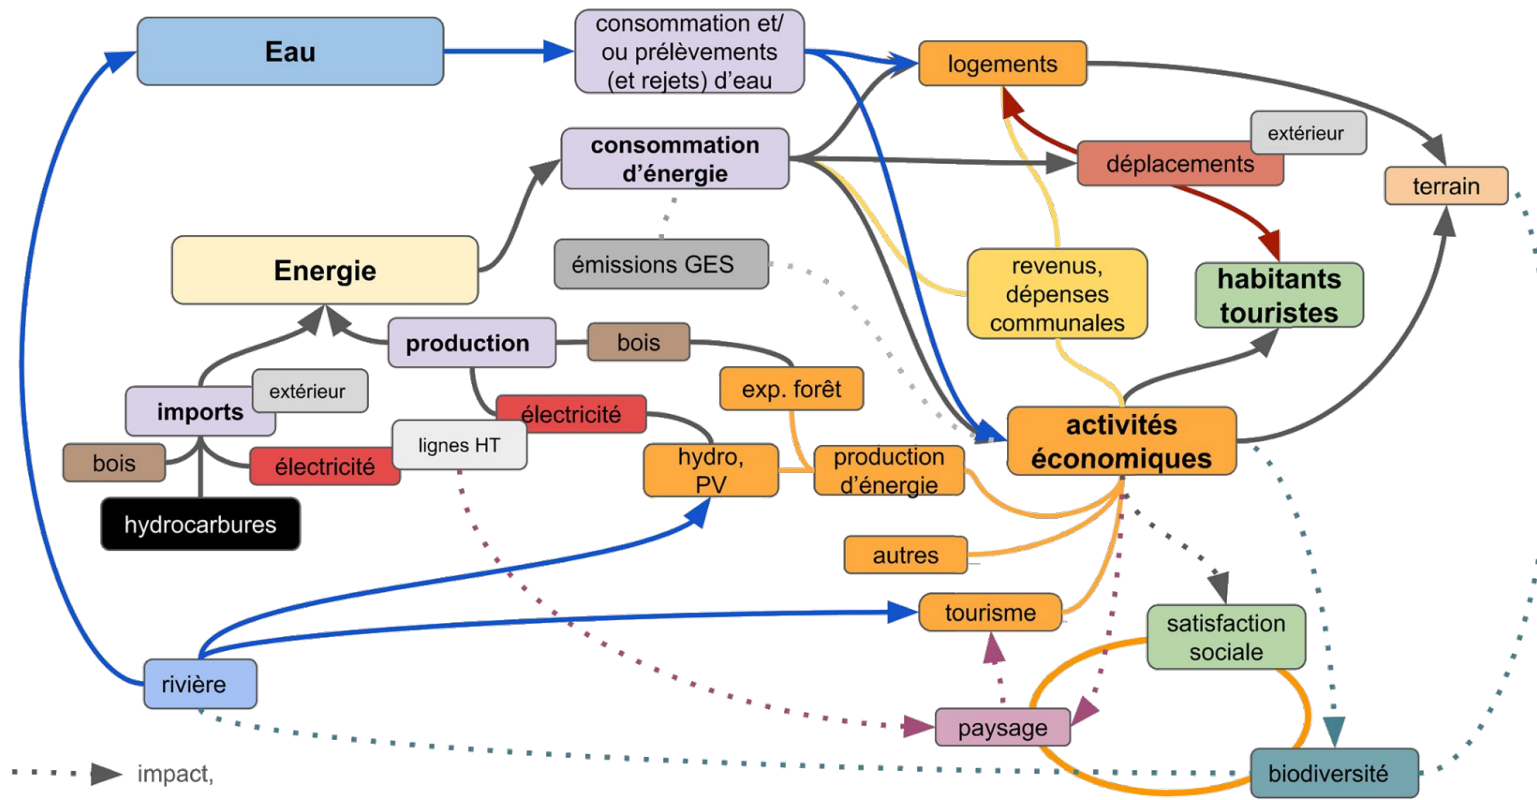 Eau
consommation et/
ou prélèvements
(et rejets) d'eau
logements
consommation
d'énergie
extérieur
déplacements
terrain
Energie
émissions GES
revenus,
dépenses
communales
habitants
touristes
production
bois
imports
extérieur
exp. forêt
électricité
lignes HT
bois
électricité
hydro,
PV
production
d'énergie
activités
économiques
hydrocarbures
autres
tourisme
satisfaction
sociale
rivière
paysage
impact,
biodiversité